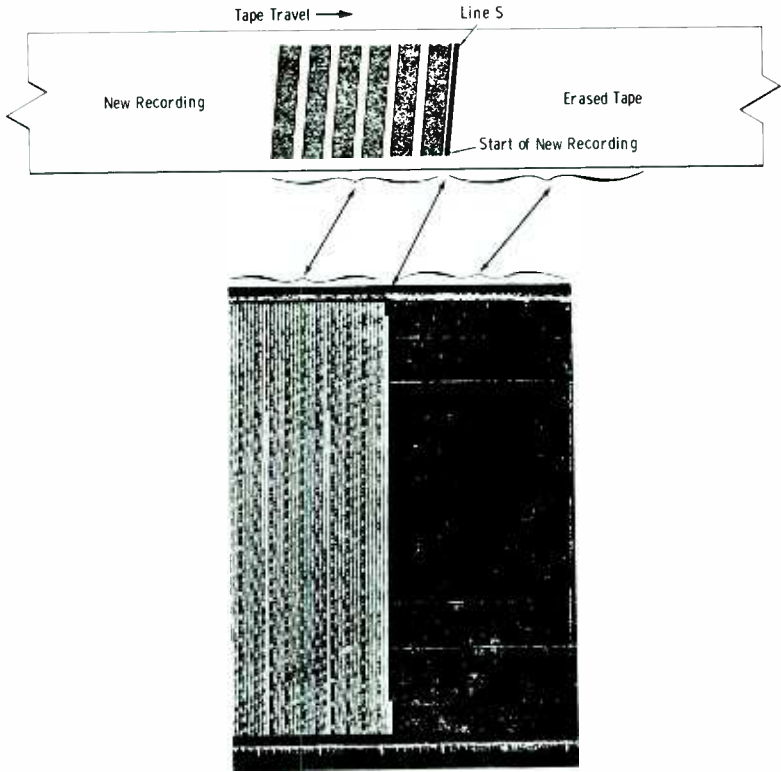 Tape Travel
Line S
New Recording
Erased Tape
Start of New Recording